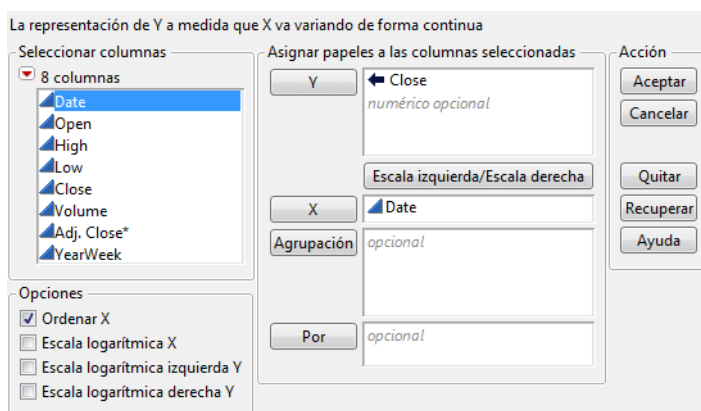 La representación de Y a medida que X va variando de forma continua
Seleccionar columnas
8 columnas
Date
Open
High
Low
Close
Volume
Adj. Close*
YearWeek
Opciones
Ordenar X
Escala logarítmica X
Escala logarítmica izquierda Y
Escala logarítmica derecha Y
Asignar papeles a las columnas seleccionadas
Y
Close
numérico opcional
Escala izquierda/Escala derecha
X
Date
Agrupación
opcional
Por
opcional
Acción
Aceptar
Cancelar
Quitar
Recuperar
Ayuda